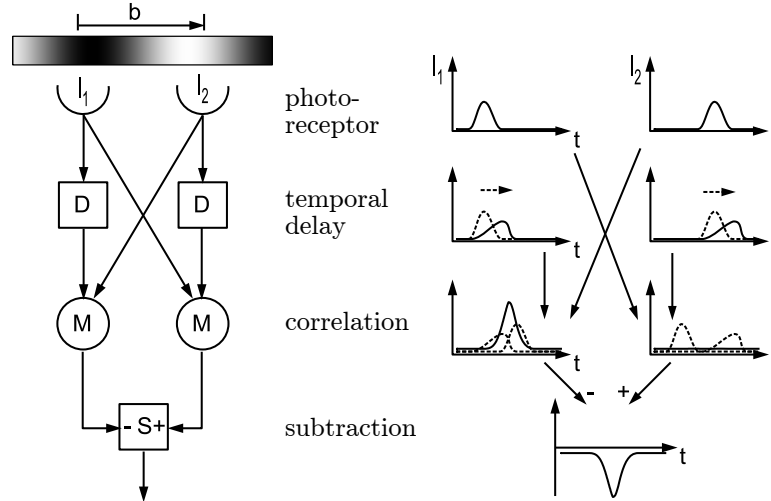 b
I1
I2
photo-
receptor
I1
t
I2
D
D
temporal
delay
t
M
M
correlation
t
- S+
subtraction
- +
t